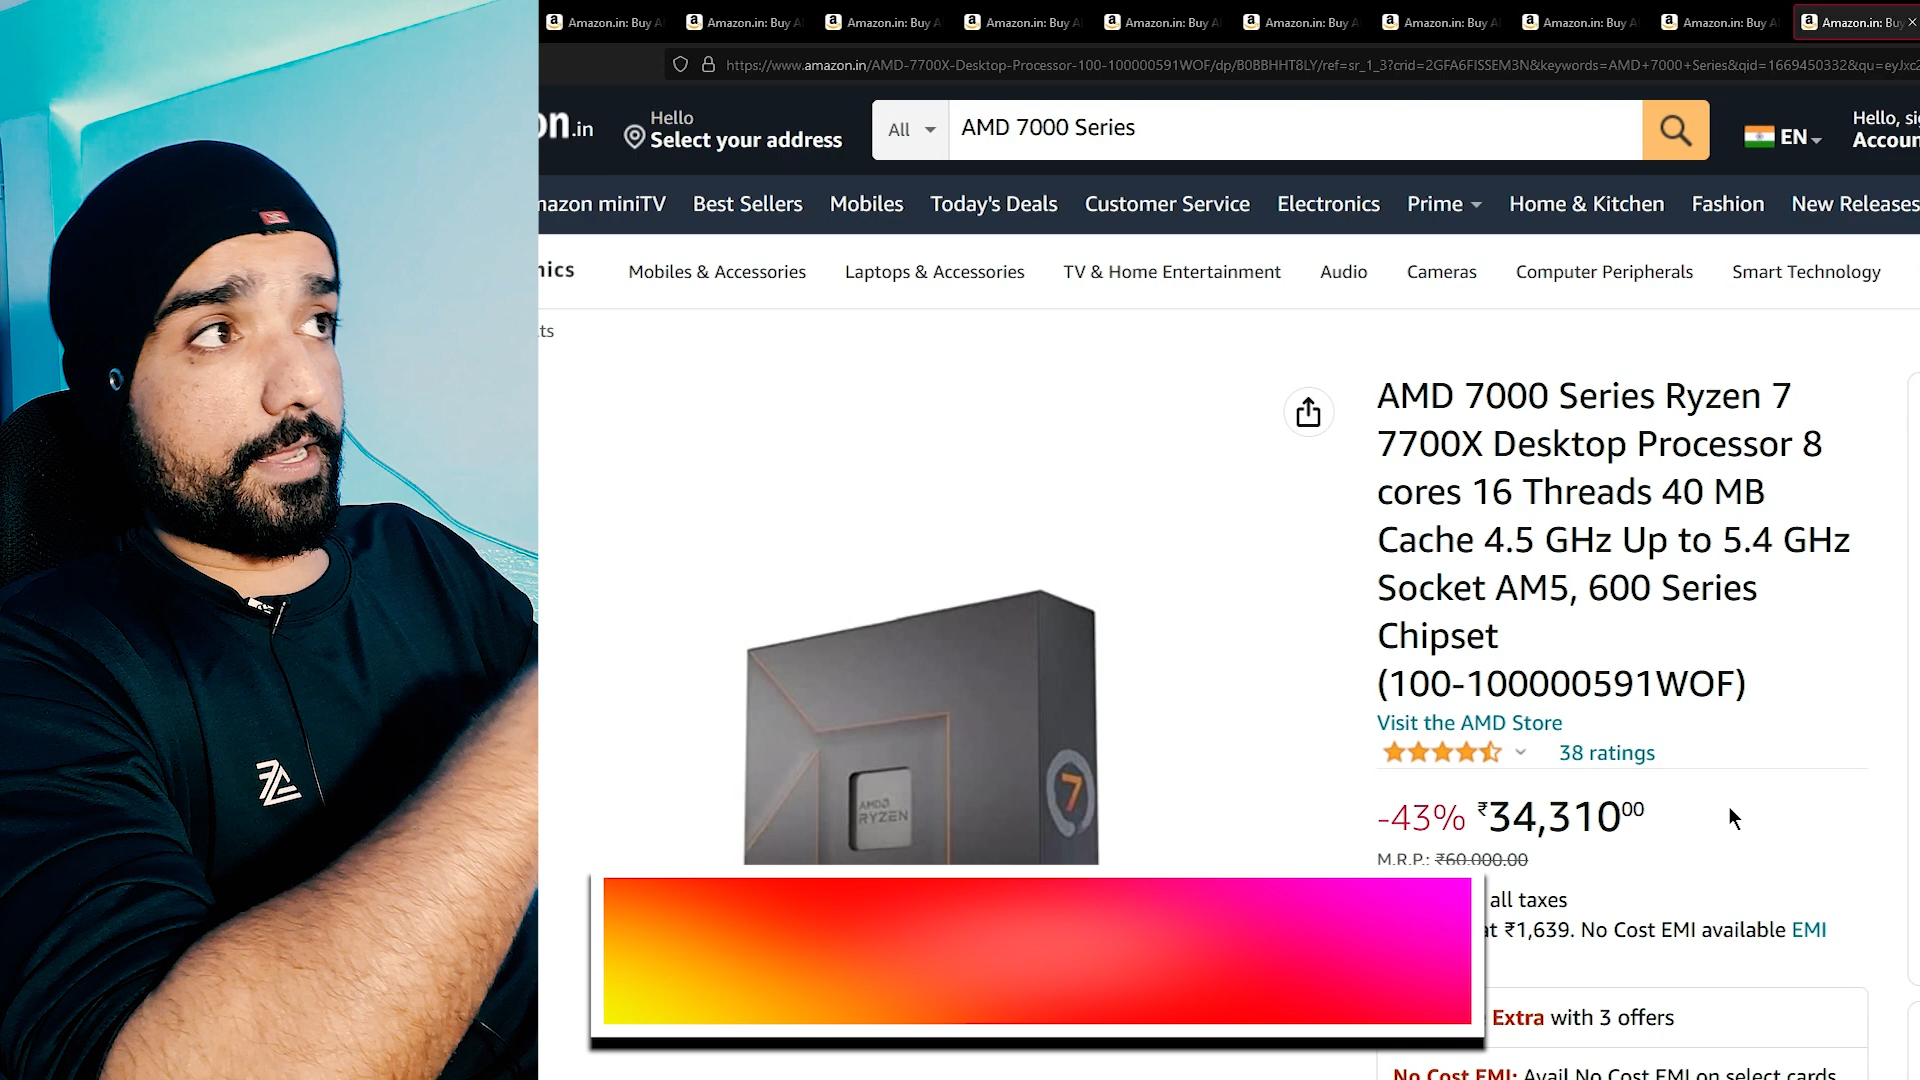 Amazon.in: Buy A Amazon.in: Buy A Amazon.in: Buy A Amazon.in: Buy A Amazon.in: Buy A Amazon.in: Buy A Amazon.in: Buy A Amazon.in: Buy A Amazon.in: Buy A Amazon.in: Buy
https://www.amazon.in/AMD-7700X-Desktop-Processor-100-100000591WOF/dp/B0BBHHT8LY/ref=sr_1_3?crid=2GFA6FISSEM3N&keywords=AMD+7000+Series&qid=1669450332&qu=eyJxc2
on.in
Hello
Select your address
All
AMD 7000 Series
EN
Hello, si
Accoun
mazon miniTV Best Sellers Mobiles Today's Deals Customer Service Electronics Prime Home & Kitchen Fashion New Releases
nics Mobiles & Accessories Laptops & Accessories TV & Home Entertainment Audio Cameras Computer Peripherals Smart Technology
ts
AMD 7000 Series Ryzen 7
7700X Desktop Processor 8
cores 16 Threads 40 MB
Cache 4.5 GHz Up to 5.4 GHz
Socket AM5, 600 Series
Chipset
(100-100000591WOF)
Visit the AMD Store
38 ratings
-43% ₹34,31000
M.R.P.: ₹60,000.00
all taxes
at ₹1,639. No Cost EMI available EMI
Extra with 3 offers
No Cost EMI: Avail No Cost EMI on select cards
AMD
RYZEN
7